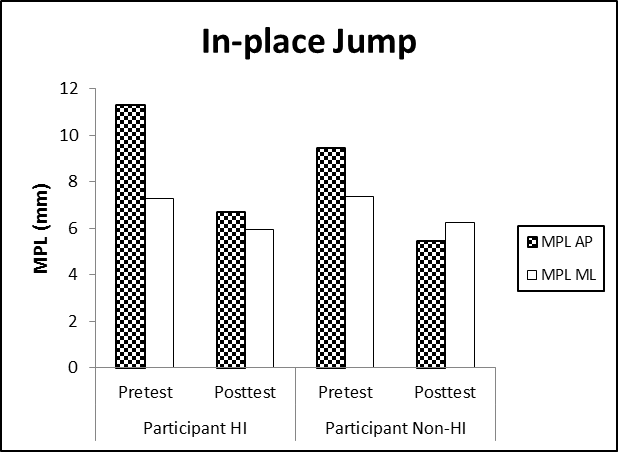 In-place Jump
12
10
8
6
4
2
0
MPL (mm)
Pretest Posttest Pretest Posttest
Participant HI Participant Non-HI
MPL AP
MPL ML